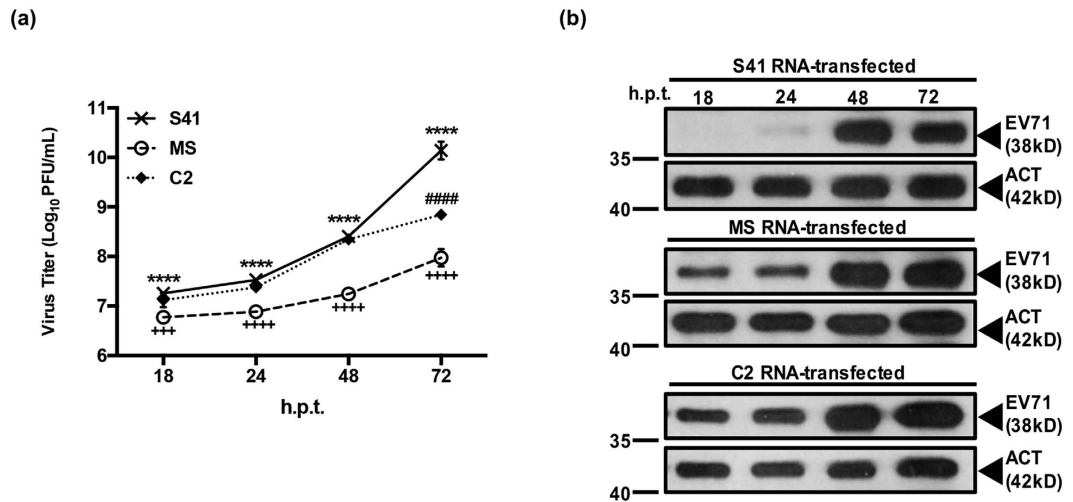 (a)
(b)
Virus Titer (Log10 PFU/mL)
11
10
9
8
7
6
S41
MS
C2
****
****
****
****
####
+++
++++
++++
++++
18 24 48 72
h.p.t.
S41 RNA-transfected
h.p.t. 18 24 48 72
EV71
(38kD)
35
ACT
(42kD)
40
MS RNA-transfected
EV71
(38kD)
35
ACT
(42kD)
40
C2 RNA-transfected
EV71
(38kD)
35
ACT
(42kD)
40